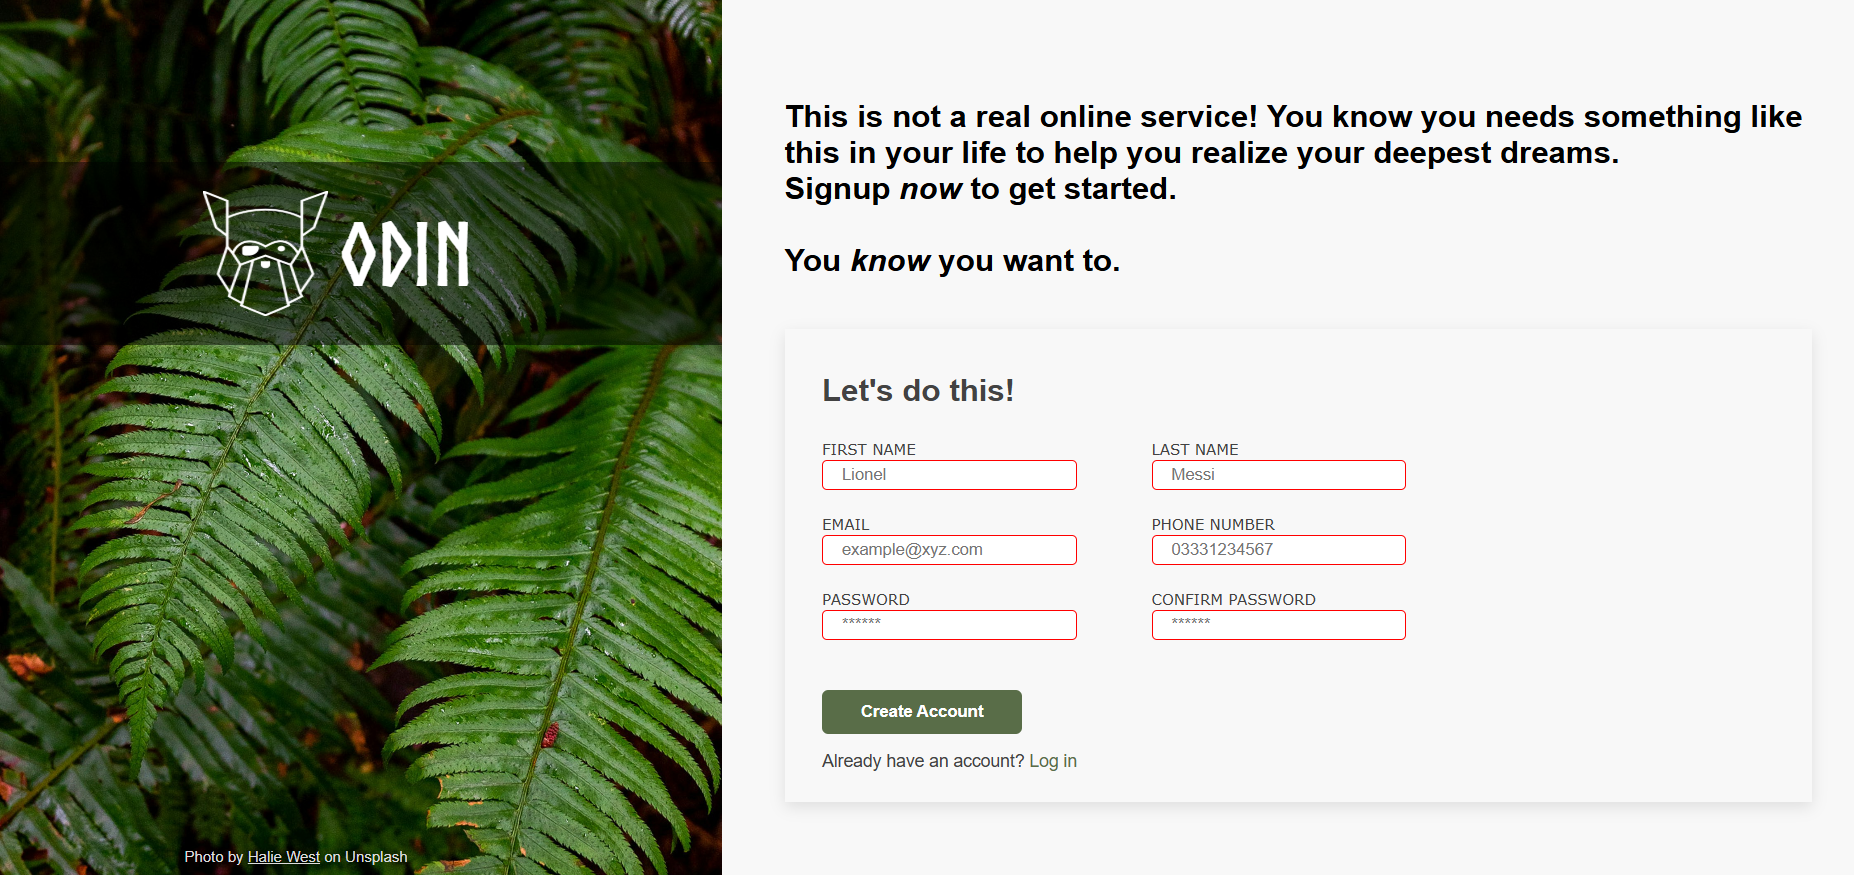 ODIN
Photo by Halie West on Unsplash
This is not a real online service! You know you needs something like
this in your life to help you realize your deepest dreams.
Signup now to get started.
You know you want to.
Let's do this!
FIRST NAME
Lionel
LAST NAME
Messi
EMAIL
example@xyz.com
PHONE NUMBER
03331234567
PASSWORD
******
CONFIRM PASSWORD
******
Create Account
Already have an account? Log in